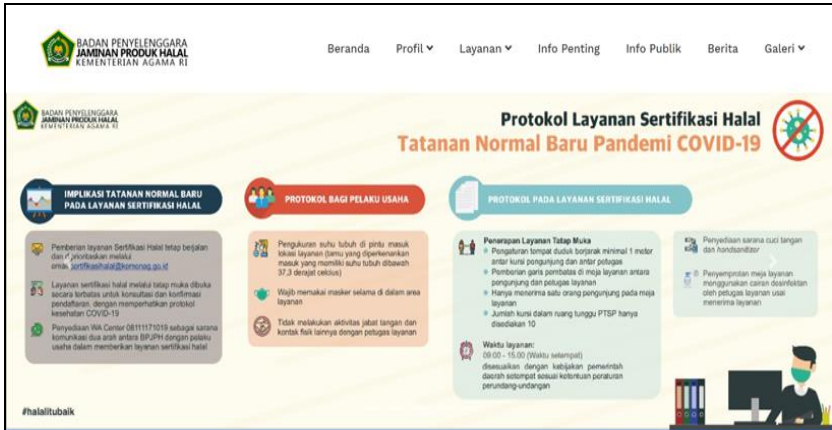 BADAN PENYELENGGARA
JAMINAN PRODUK HALAL
KEMENTERIAN AGAMA RI
Beranda Profil Layanan Info Penting Info Publik Berita Galeri
BADAN PENYELENGGARA
JAMINAN PRODUK HALAL
KEMENTERIAN AGAMA RI
Protokol Layanan Sertifikasi Halal
Tatanan Normal Baru Pandemi COVID-19
IMPLIKASI TATANAN NORMAL BARU
PADA LAYANAN SERTIFIKASI HALAL
Pemberian layanan Sertifikasi Halal tetap berjalan
dan diprioritaskan melalui
email sertifikasihalal@kemenag.go.id
Layanan sertifikasi halal melalui tatap muka dibuka
secara terbatas untuk konsultasi dan konfirmasi
pendaftaran, dengan memperhatikan protokol
kesehatan COVID-19
Penyediaan WA Center 08111171019 sebagai sarana
komunikasi dua arah antara BPJPH dengan pelaku
usaha dalam memberikan layanan sertifikasi halal
PROTOKOL BAGI PELAKU USAHA
Pengukuran suhu tubuh di pintu masuk
lokasi layanan (tamu yang diperkenankan
masuk yang memiliki suhu tubuh dibawah
37,3 derajat celcius)
Wajib memakai masker selama di dalam area
layanan
Tidak melakukan aktivitas jabat tangan dan
kontak fisik lainnya dengan petugas layanan
PROTOKOL PADA LAYANAN SERTIFIKASI HALAL
Penerapan Layanan Tatap Muka
Pengaturan tempat duduk berjarak minimal 1 meter
antar kursi pengunjung dan antar petugas
Pemberian garis pembatas di meja layanan antara
pengunjung dan petugas layanan
Hanya menerima satu orang pengunjung pada meja
layanan
Jumlah kursi dalam ruang tunggu PTSP hanya
disediakan 10
Waktu layanan:
09:00 - 15:00 (Waktu setempat)
disesuaikan dengan kebijakan pemerintah
daerah setempat sesuai ketentuan peraturan
perundang-undangan
Penyediaan sarana cuci tangan
dan handsanitizer
Penyemprotan meja layanan
menggunakan cairan desinfektan
oleh petugas layanan usai
menerima layanan
#halalitubaik